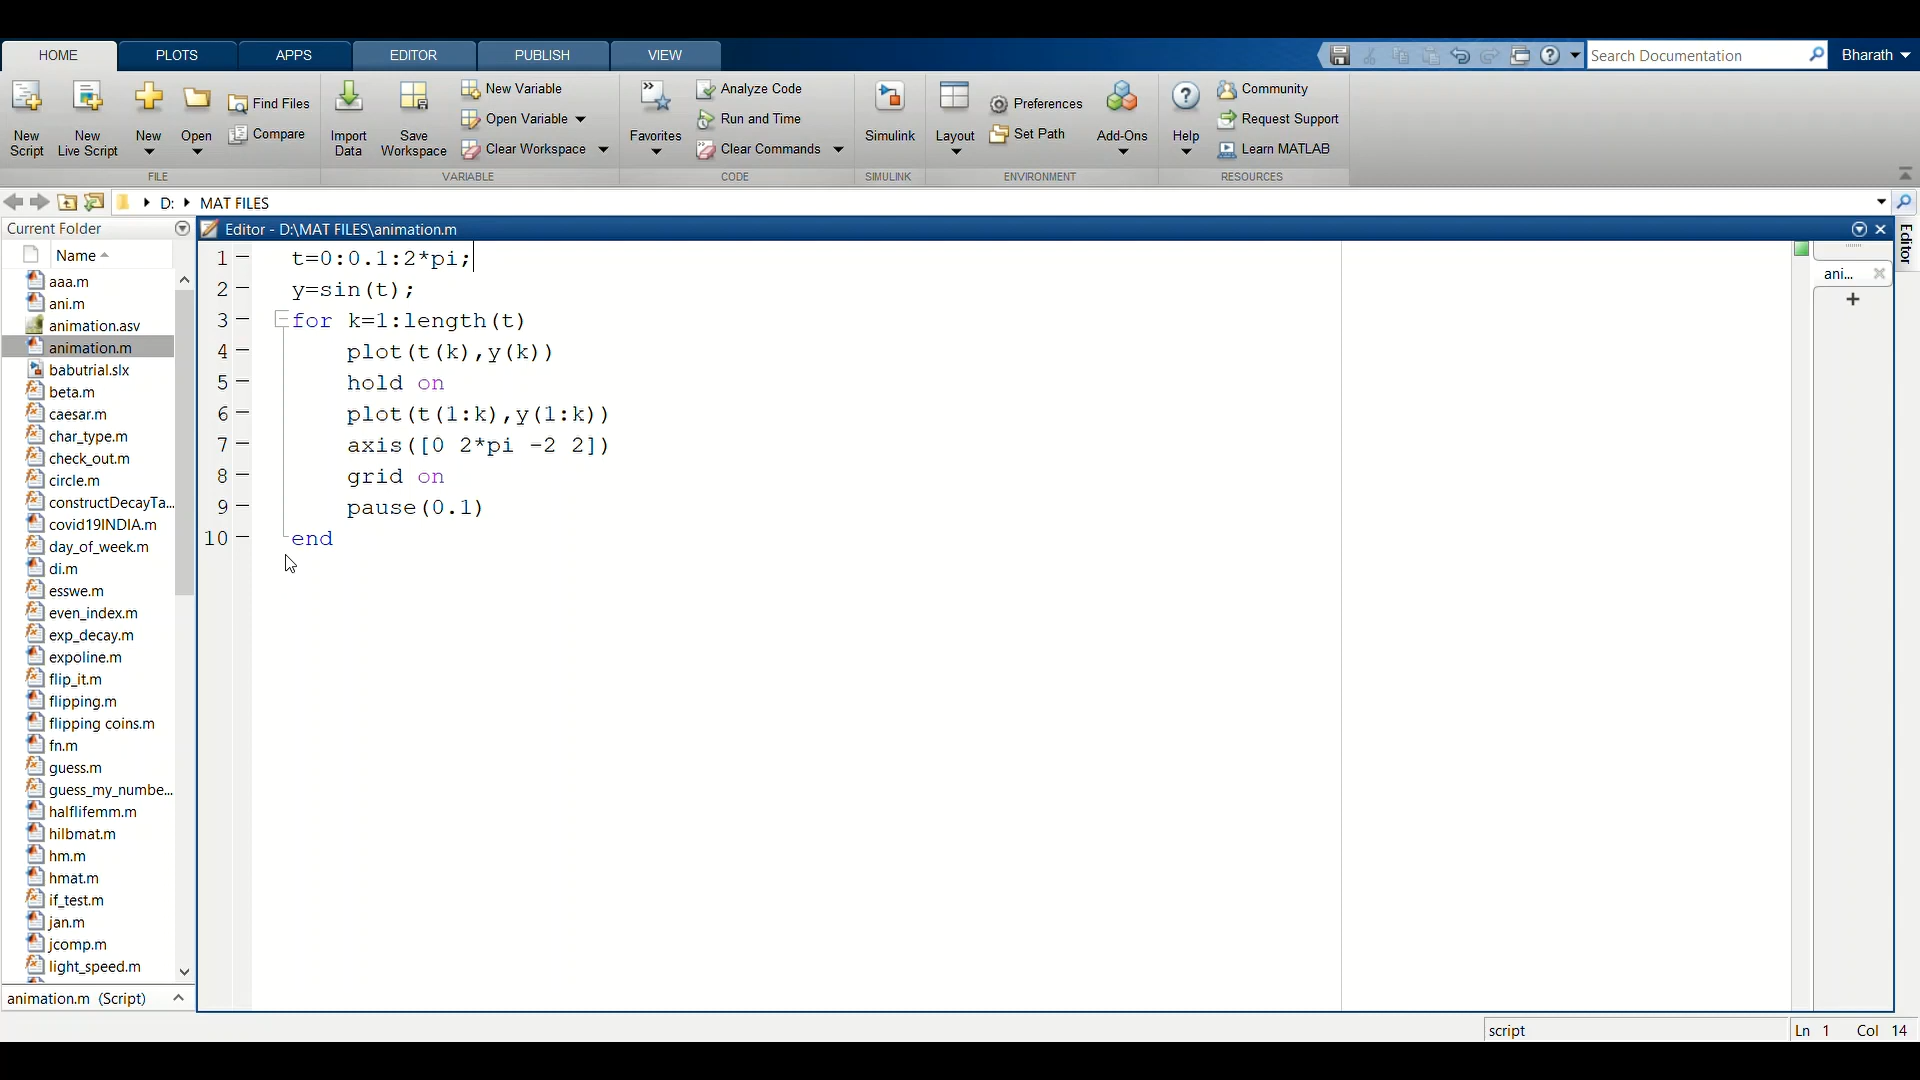 HOME PLOTS APPS EDITOR PUBLISH VIEW
Search Documentation
Bharath
New Script
New Live Script
New
Open
Find Files
Compare
FILE
Import Data
Save Workspace
New Variable
Open Variable
Clear Workspace
VARIABLE
Favorites
Analyze Code
Run and Time
Clear Commands
CODE
Simulink
SIMULINK
Layout
Preferences
Set Path
Add-Ons
ENVIRONMENT
Help
Community
Request Support
Learn MATLAB
RESOURCES
D: MAT FILES
Current Folder
Name
aaa.m
ani.m
animation.asv
animation.m
babutrial.slx
beta.m
caesar.m
char_type.m
check_out.m
circle.m
constructDecayTa...
covid19INDIA.m
day_of_week.m
di.m
esswe.m
even_index.m
exp_decay.m
expoline.m
flip_it.m
flipping.m
flipping coins.m
fn.m
guess.m
guess_my_numbe...
halflifemm.m
hilbmat.m
hm.m
hmat.m
if_test.m
jan.m
jcomp.m
light_speed.m
animation.m (Script)
Editor - D:\MAT FILES\animation.m
1 – t=0:0.1:2*pi;
2 – y=sin(t);
3 – for k=1:length(t)
4 – plot(t(k),y(k))
5 – hold on
6 – plot(t(1:k),y(1:k))
7 – axis([0 2*pi -2 2])
8 – grid on
9 – pause(0.1)
10 – end
ani...
+
Editor
script
Ln 1 Col 14